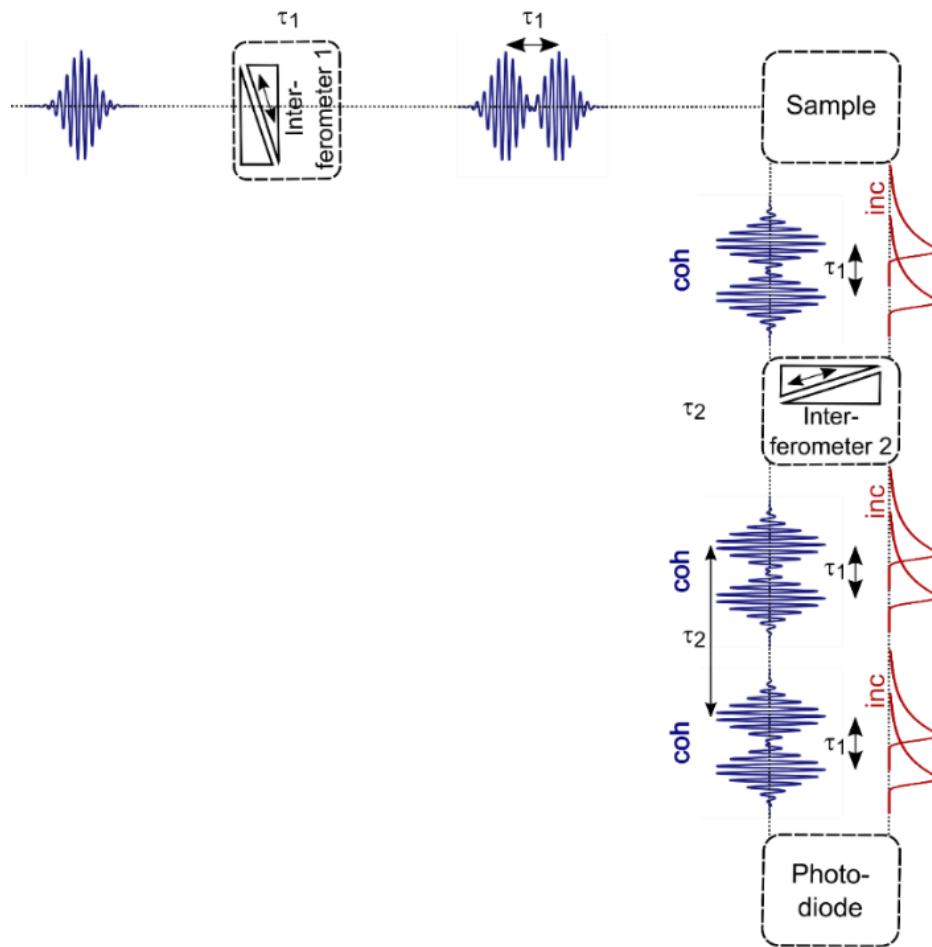 τ1
Inter-
ferometer 1
τ1
Sample
inc
coh
τ1
τ2
Inter-
ferometer 2
inc
coh
τ1
τ2
inc
coh
τ1
Photo-
diode